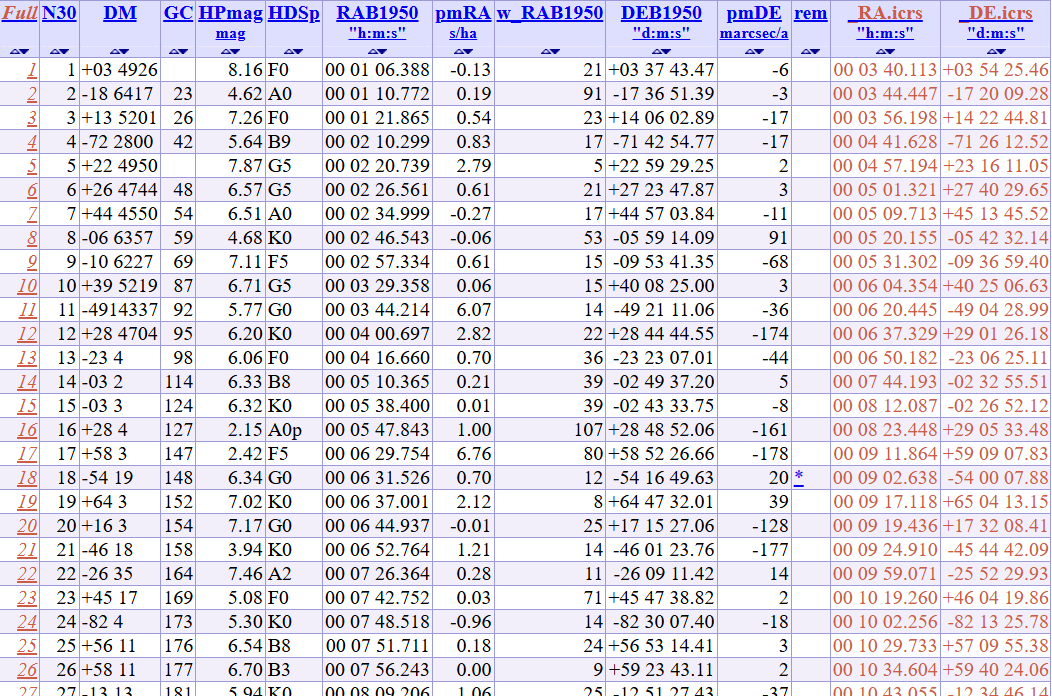 Full N30 DM GC HPmag HDSp RAB1950 pmRA w_RAB1950 DEB1950 pmDE rem _RA.icrs _DE.icrs
mag "h:m:s" s/ha "d:m:s" marcsec/a "h:m:s" "d:m:s"
1 1 +03 4926 8.16 F0 00 01 06.388 -0.13 21 +03 37 43.47 -6 00 03 40.113 +03 54 25.46
2 2 -18 6417 23 4.62 A0 00 01 10.772 0.19 91 -17 36 51.39 -3 00 03 44.447 -17 20 09.28
3 3 +13 5201 26 7.26 F0 00 01 21.865 0.54 23 +14 06 02.89 -17 00 03 56.198 +14 22 44.81
4 4 -72 2800 42 5.64 B9 00 02 10.299 0.83 17 -71 42 54.77 -17 00 04 41.628 -71 26 12.52
5 5 +22 4950 7.87 G5 00 02 20.739 2.79 5 +22 59 29.25 2 00 04 57.194 +23 16 11.05
6 6 +26 4744 48 6.57 G5 00 02 26.561 0.61 21 +27 23 47.87 3 00 05 01.321 +27 40 29.65
7 7 +44 4550 54 6.51 A0 00 02 34.999 -0.27 17 +44 57 03.84 -11 00 05 09.713 +45 13 45.52
8 8 -06 6357 59 4.68 K0 00 02 46.543 -0.06 53 -05 59 14.09 91 00 05 20.155 -05 42 32.14
9 9 -10 6227 69 7.11 F5 00 02 57.334 0.61 15 -09 53 41.35 -68 00 05 31.302 -09 36 59.40
10 10 +39 5219 87 6.71 G5 00 03 29.358 0.06 15 +40 08 25.00 3 00 06 04.354 +40 25 06.63
11 11 -4914337 92 5.77 G0 00 03 44.214 6.07 14 -49 21 11.06 -36 00 06 20.445 -49 04 28.99
12 12 +28 4704 95 6.20 K0 00 04 00.697 2.82 22 +28 44 44.55 -174 00 06 37.329 +29 01 26.18
13 13 -23 4 98 6.06 F0 00 04 16.660 0.70 36 -23 23 07.01 -44 00 06 50.182 -23 06 25.11
14 14 -03 2 114 6.33 B8 00 05 10.365 0.21 39 -02 49 37.20 5 00 07 44.193 -02 32 55.51
15 15 -03 3 124 6.32 K0 00 05 38.400 0.01 39 -02 43 33.75 -8 00 08 12.087 -02 26 52.12
16 16 +28 4 127 2.15 A0p 00 05 47.843 1.00 107 +28 48 52.06 -161 00 08 23.448 +29 05 33.48
17 17 +58 3 147 2.42 F5 00 06 29.754 6.76 80 +58 52 26.66 -178 00 09 11.864 +59 09 07.83
18 18 -54 19 148 6.34 G0 00 06 31.526 0.70 12 -54 16 49.63 20 * 00 09 02.638 -54 00 07.88
19 19 +64 3 152 7.02 K0 00 06 37.001 2.12 8 +64 47 32.01 39 00 09 17.118 +65 04 13.15
20 20 +16 3 154 7.17 G0 00 06 44.937 -0.01 25 +17 15 27.06 -128 00 09 19.436 +17 32 08.41
21 21 -46 18 158 3.94 K0 00 06 52.764 1.21 14 -46 01 23.76 -177 00 09 24.910 -45 44 42.09
22 22 -26 35 164 7.46 A2 00 07 26.364 0.28 11 -26 09 11.42 14 00 09 59.071 -25 52 29.93
23 23 +45 17 169 5.08 F0 00 07 42.752 0.03 71 +45 47 38.82 2 00 10 19.260 +46 04 19.86
24 24 -82 4 173 5.30 K0 00 07 48.518 -0.96 14 -82 30 07.40 -18 00 10 02.256 -82 13 25.78
25 25 +56 11 176 6.54 B8 00 07 51.711 0.18 24 +56 53 14.41 3 00 10 29.733 +57 09 55.38
26 26 +58 11 177 6.70 B3 00 07 56.243 0.00 9 +59 23 43.11 2 00 10 34.604 +59 40 24.06
27 27 -13 13 181 5.94 K0 00 08 09.206 1.06 25 -12 51 27.43 -37 00 10 43.055